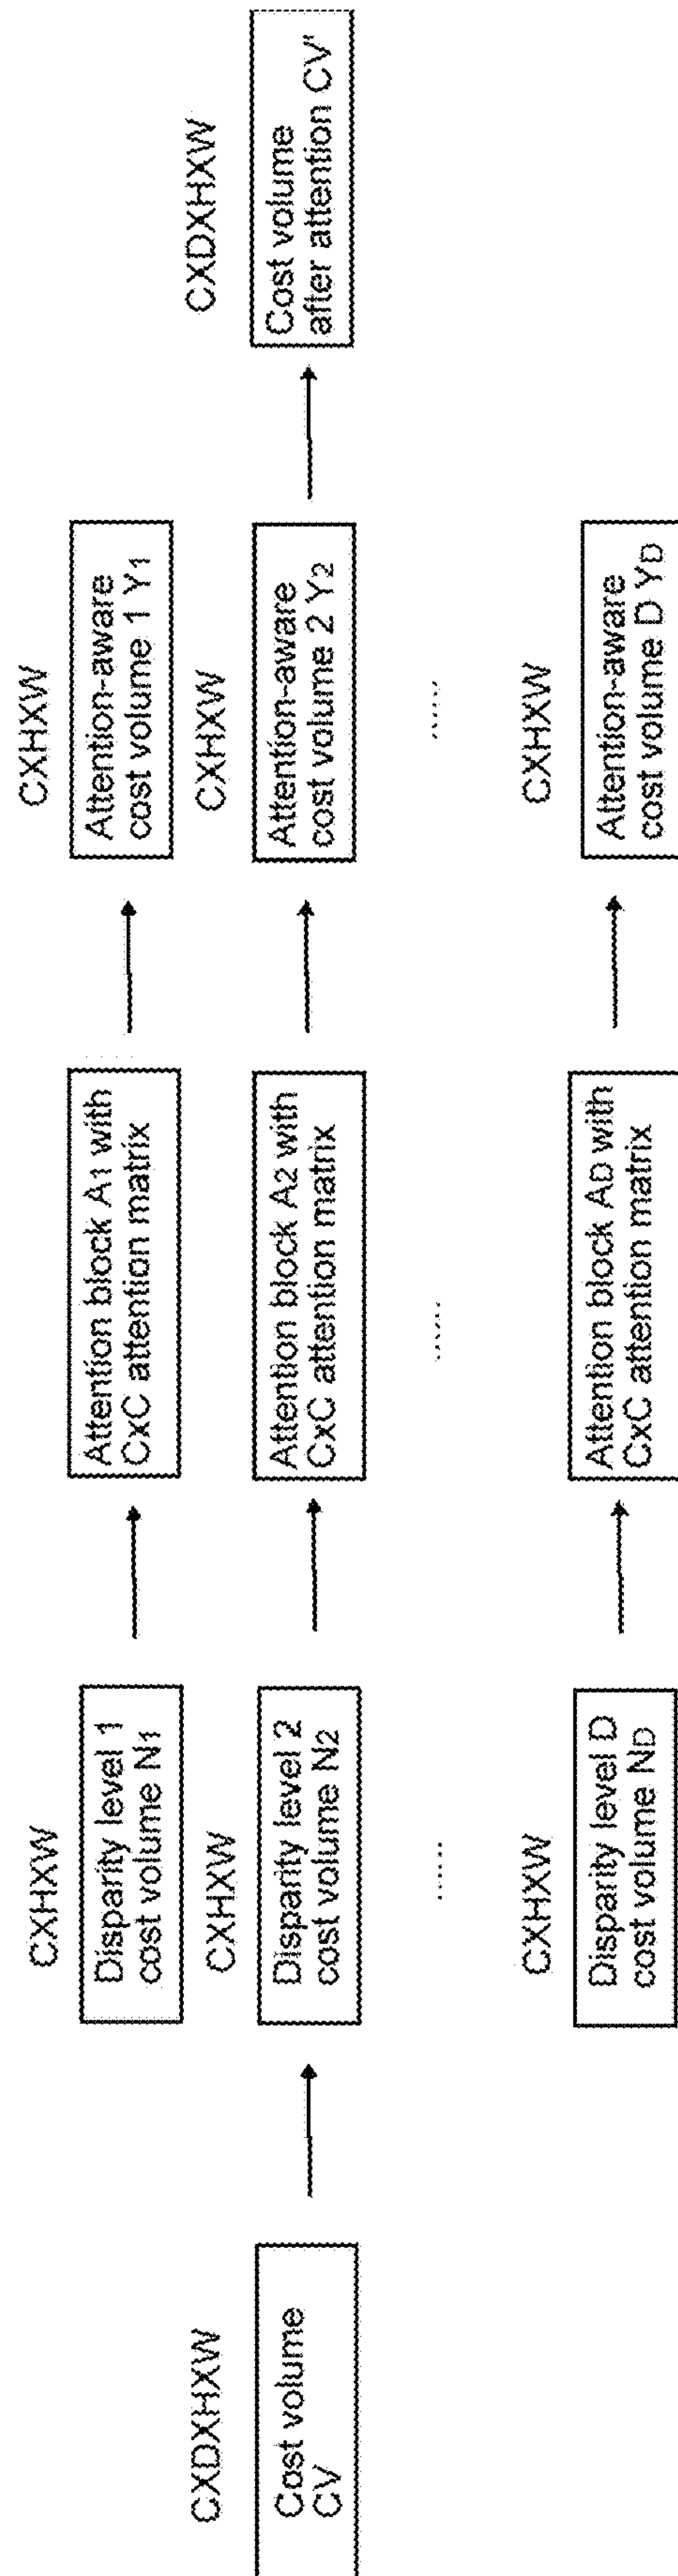 CXDXHXW
Cost volume
CV
CXHXW
Disparity level 1
cost volume N1
CXHXW
Disparity level 2
cost volume N2
.....
CXHXW
Disparity level D
cost volume ND
Attention block A1 with
CxC attention matrix
Attention block A2 with
CxC attention matrix
.....
Attention block AD with
CxC attention matrix
CXHXW
Attention-aware
cost volume 1 Y1
CXHXW
Attention-aware
cost volume 2 Y2
.....
CXHXW
Attention-aware
cost volume D YD
CXDXHXW
Cost volume
after attention CV'